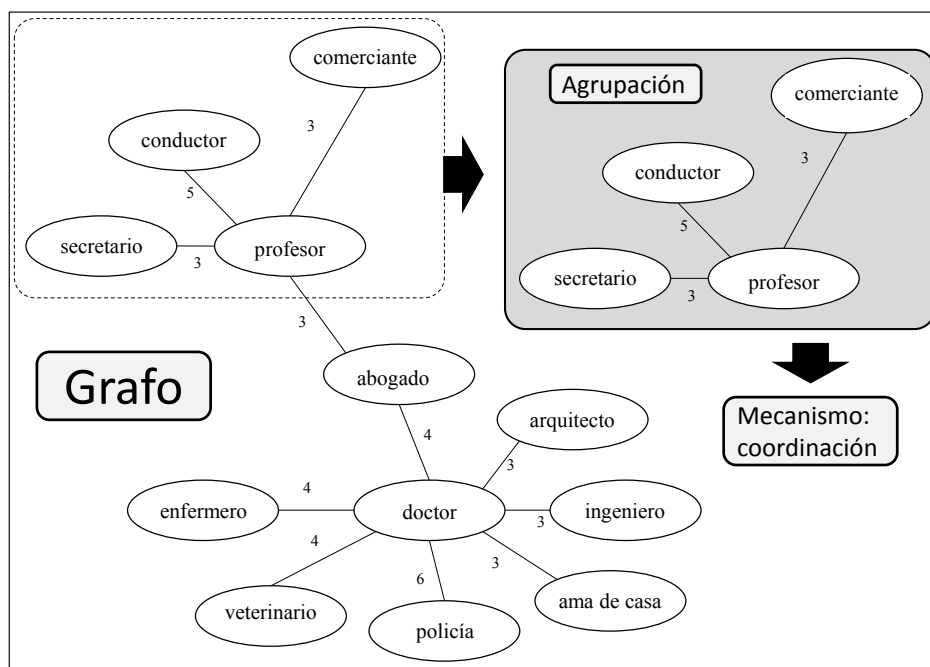 comerciante
conductor
3
5
secretario
3
profesor
3
Agrupación
comerciante
conductor
3
5
secretario
3
profesor
Grafo
abogado
4
arquitecto
3
Mecanismo:
coordinación
enfermero
4
doctor
3
ingeniero
4
6
3
veterinario
policía
ama de casa